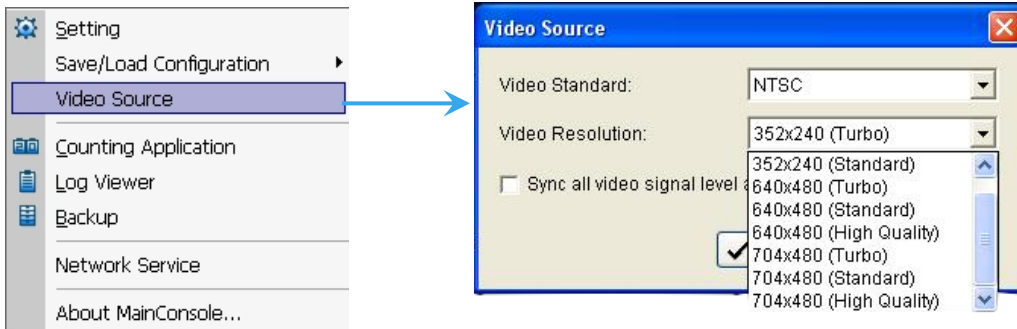 Setting
Save/Load Configuration
Video Source
Counting Application
Log Viewer
Backup
Network Service
About MainConsole...
Video Source
Video Standard: NTSC
Video Resolution: 352x240 (Turbo)
352x240 (Standard)
Sync all video signal level
640x480 (Turbo)
640x480 (Standard)
640x480 (High Quality)
704x480 (Turbo)
704x480 (Standard)
704x480 (High Quality)